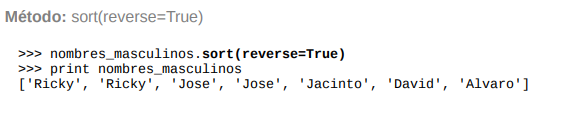 Método: sort(reverse=True)
>>> nombres_masculinos.sort(reverse=True)
>>> print nombres_masculinos
['Ricky', 'Ricky', 'Jose', 'Jose', 'Jacinto', 'David', 'Alvaro']